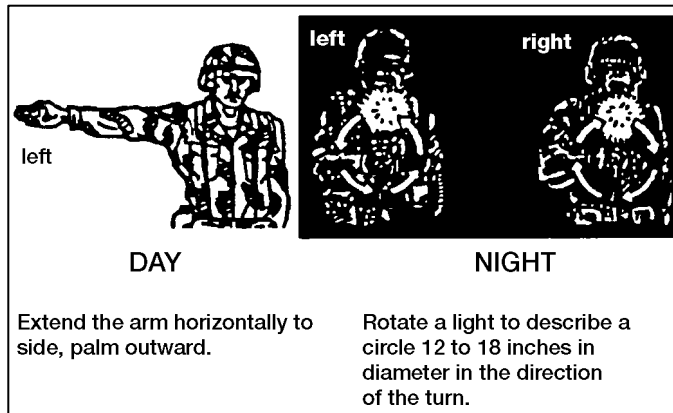 left
left
right
DAY
NIGHT
Extend the arm horizontally to
side, palm outward.
Rotate a light to describe a
circle 12 to 18 inches in
diameter in the direction
of the turn.